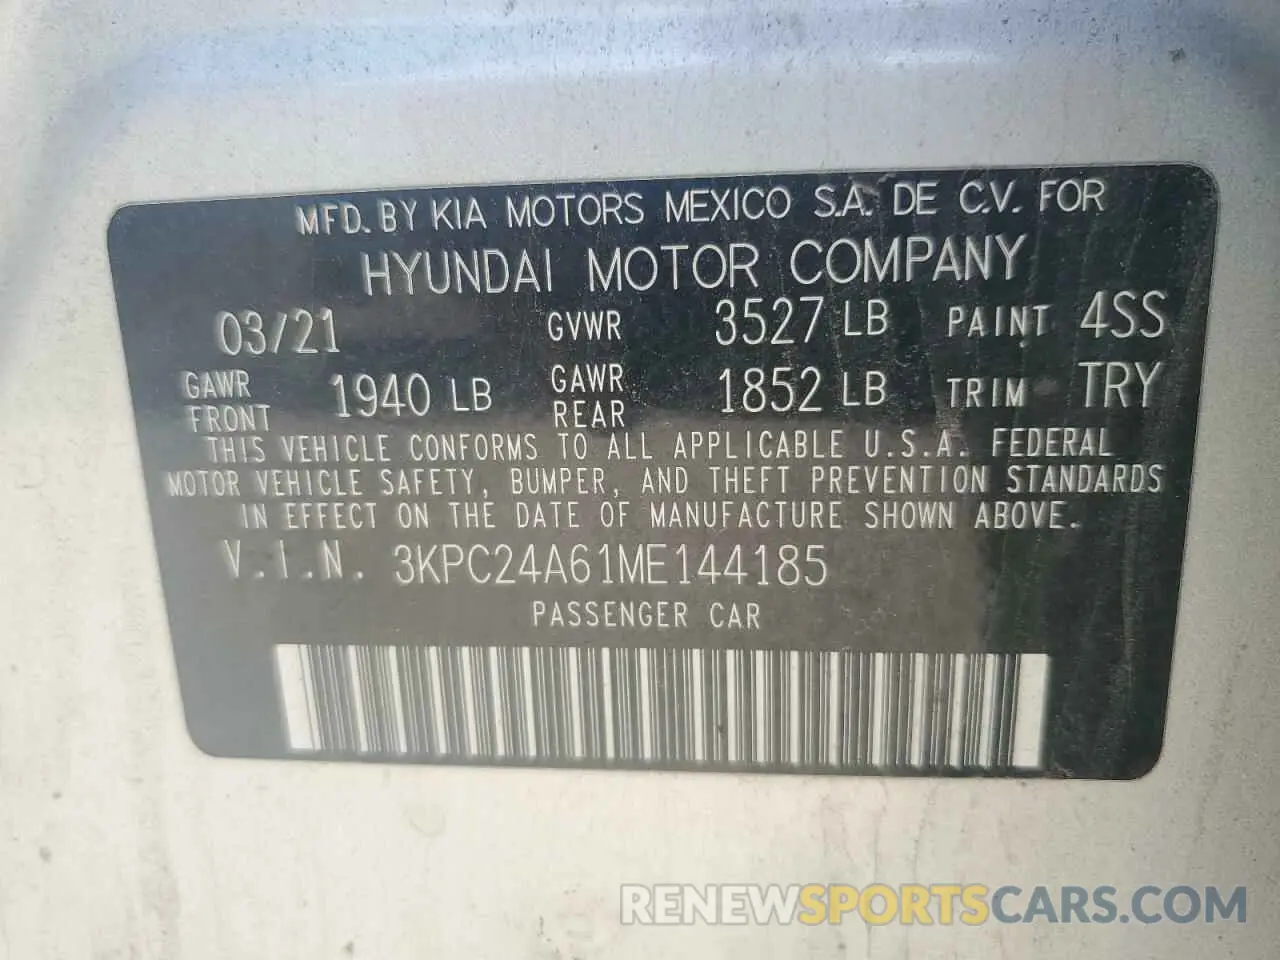 MFD. BY KIA MOTORS MEXICO S.A. DE C.V. FOR
HYUNDAI MOTOR COMPANY
03/21 GVWR 3527 LB PAINT 4SS
GAWR FRONT 1940 LB GAWR REAR 1852 LB TRIM TRY
THIS VEHICLE CONFORMS TO ALL APPLICABLE U.S.A. FEDERAL
MOTOR VEHICLE SAFETY, BUMPER, AND THEFT PREVENTION STANDARDS
IN EFFECT ON THE DATE OF MANUFACTURE SHOWN ABOVE.
V.I.N. 3KPC24A61ME144185
PASSENGER CAR
RENEWSPORTSCARS.COM